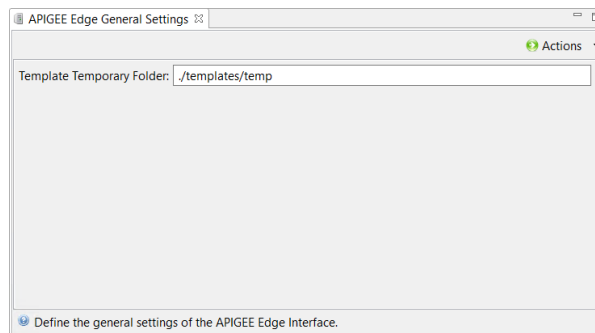 APIGEE Edge General Settings
Actions
Template Temporary Folder: ./templates/temp
Define the general settings of the APIGEE Edge Interface.